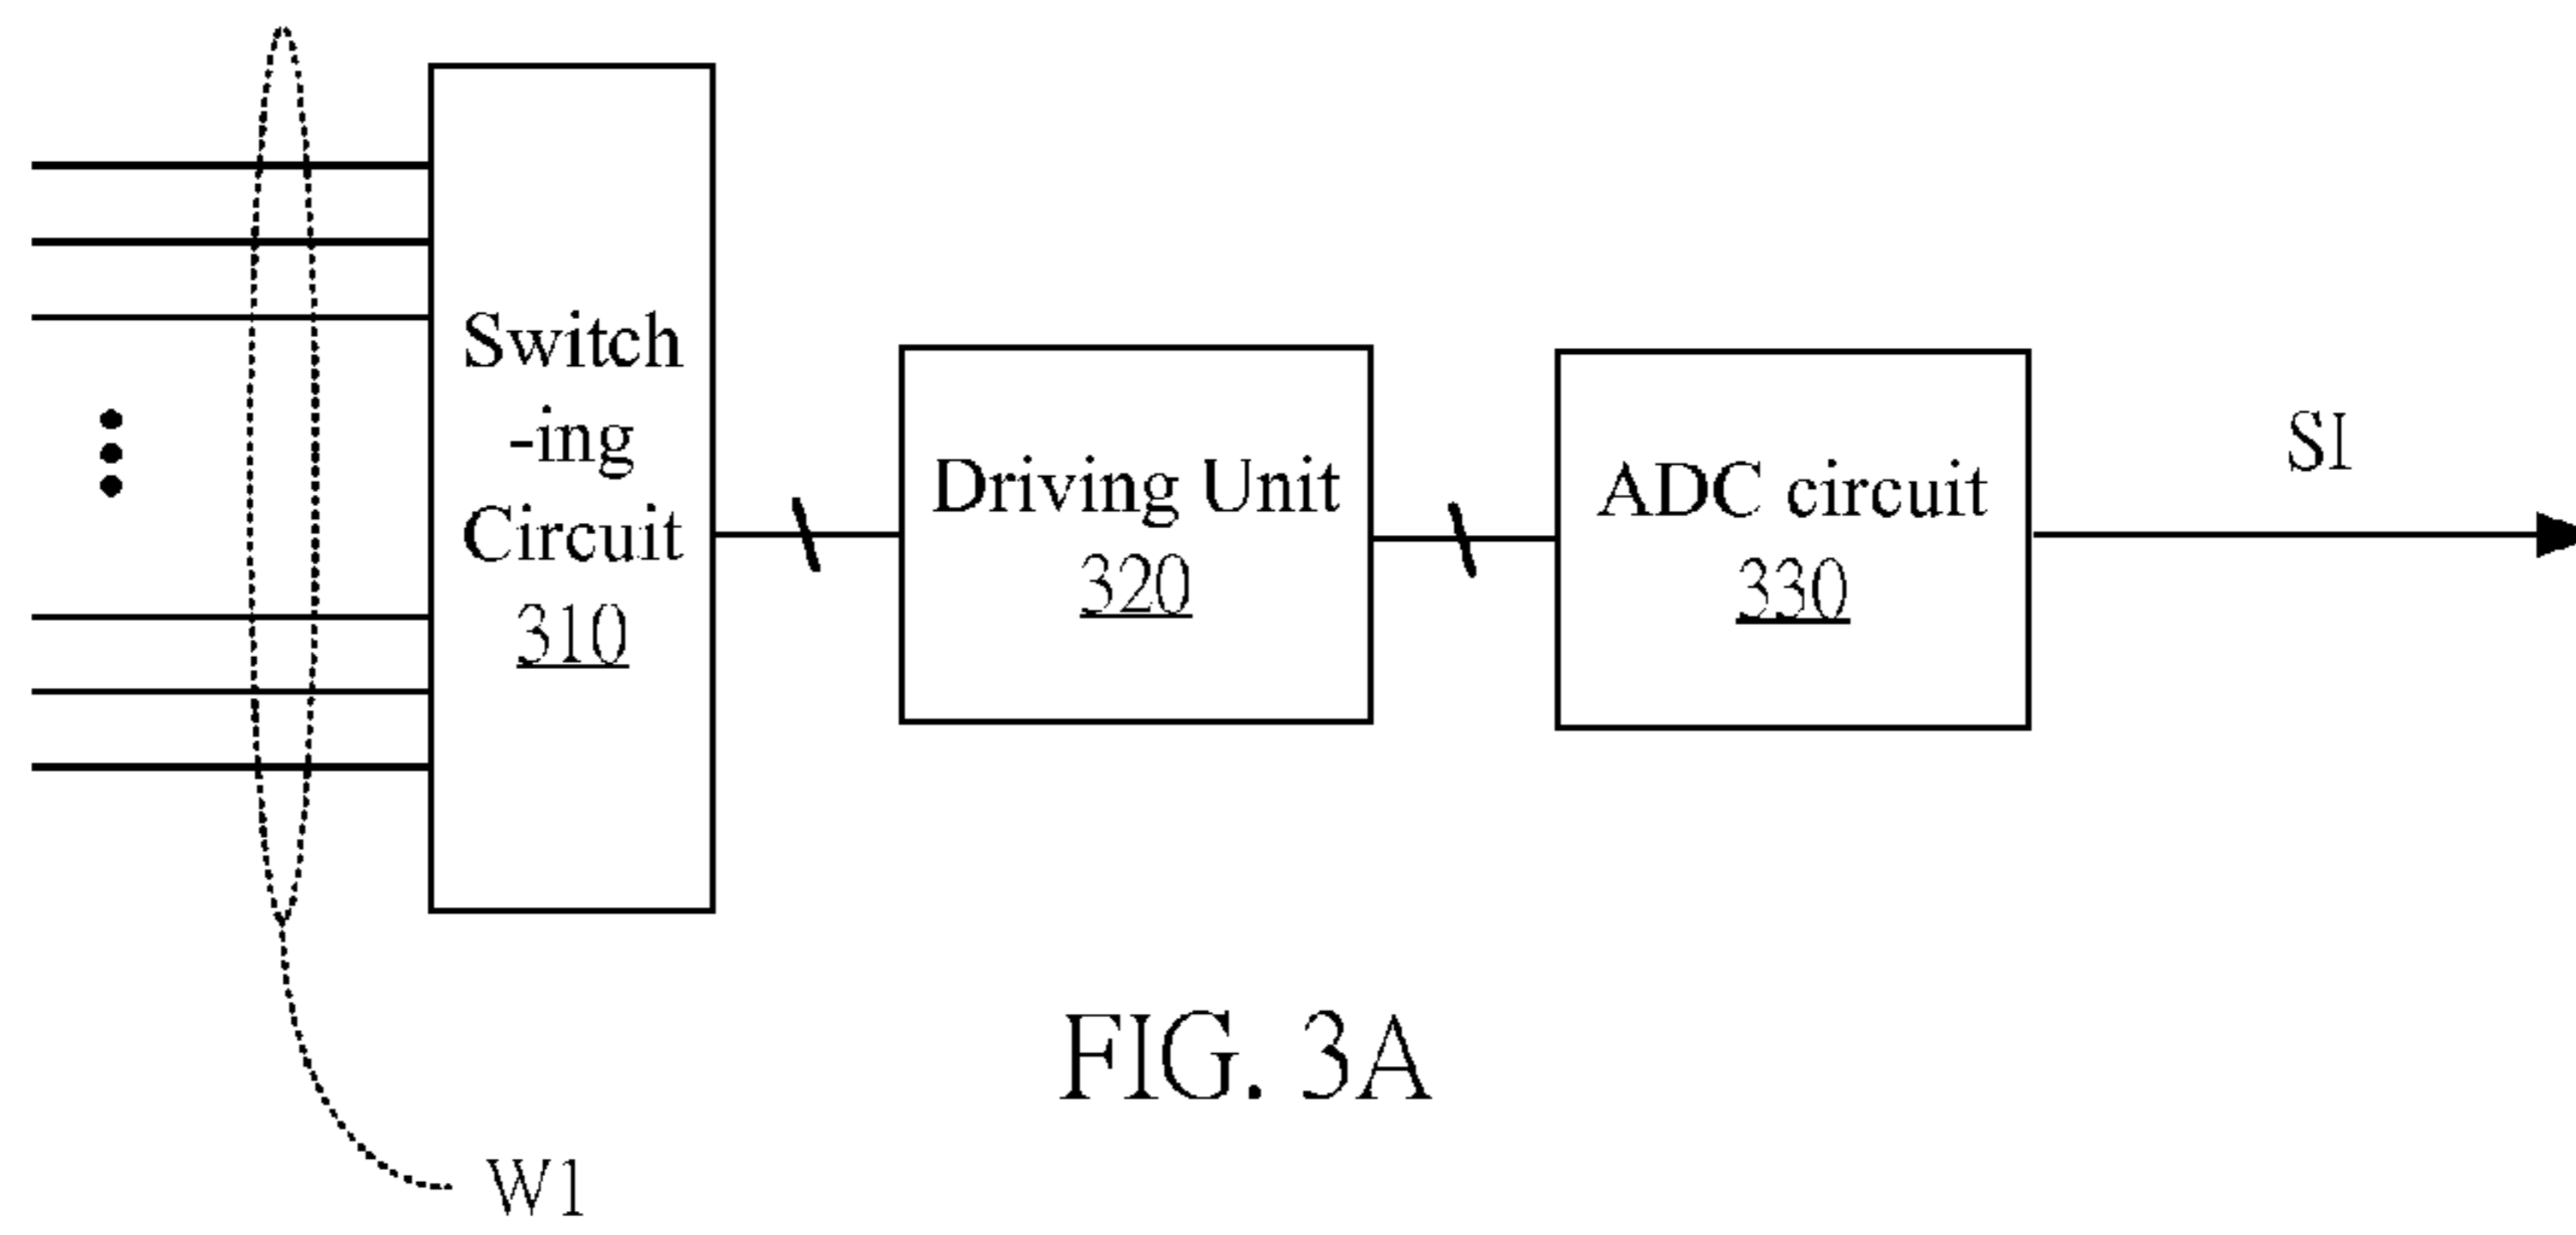 Switch
-ing
Circuit
310
Driving Unit
320
ADC circuit
330
SI
FIG. 3A
W1